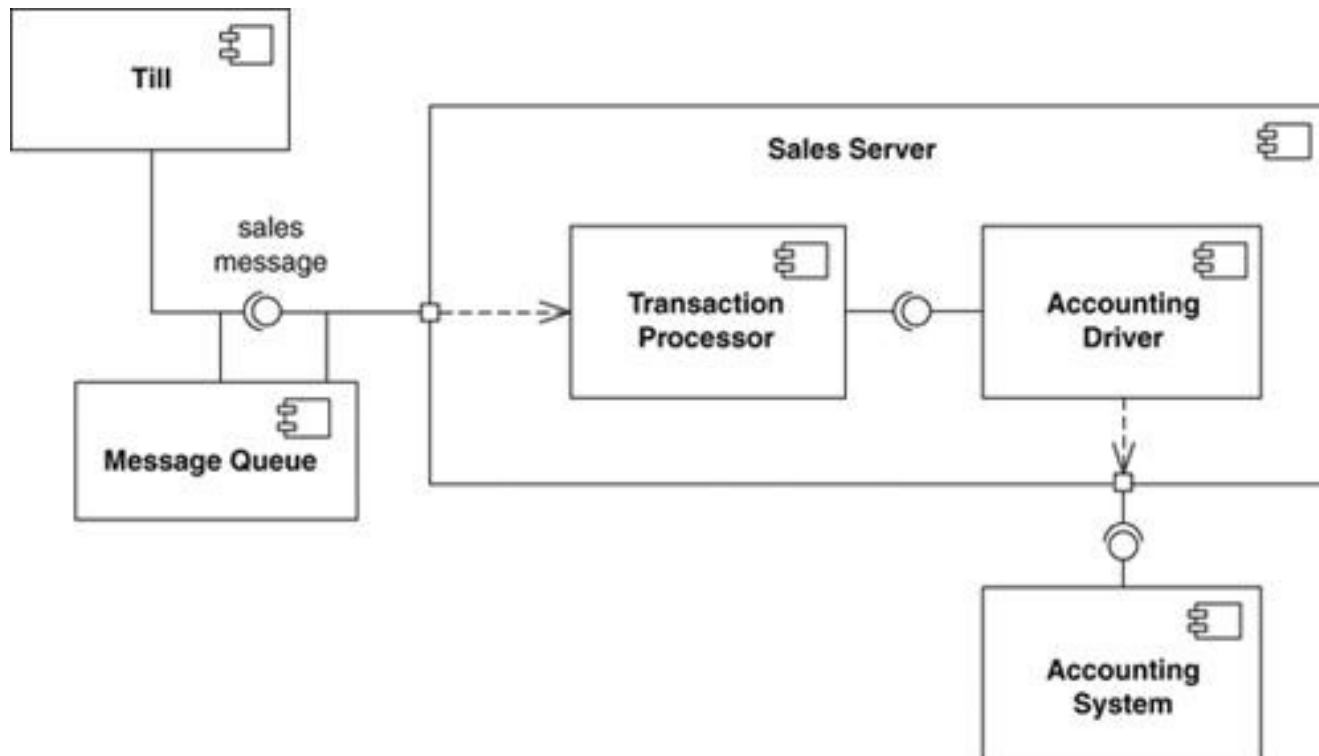 Till
Sales Server
sales
message
Transaction
Processor
Accounting
Driver
Message Queue
Accounting
System